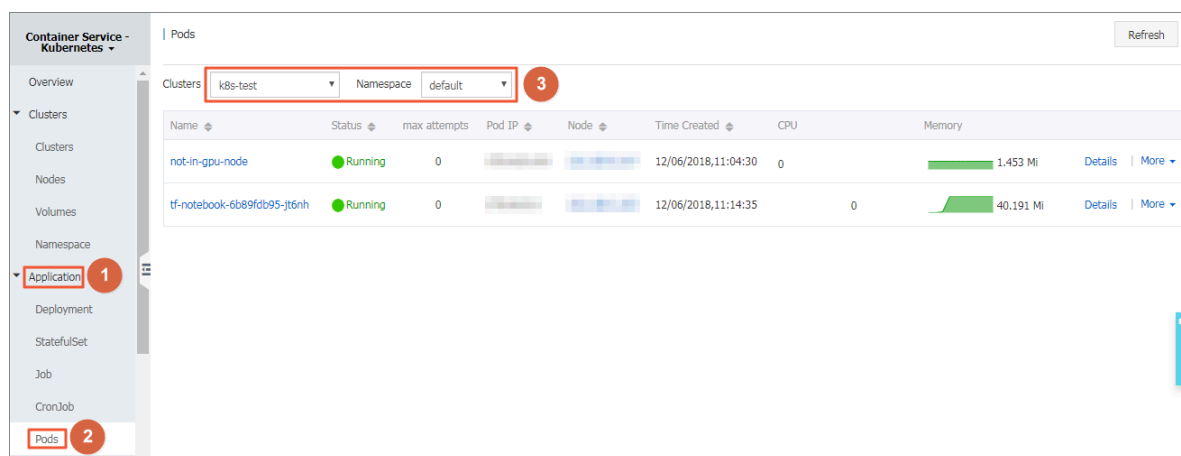 Container Service -
Kubernetes
Overview
Clusters
Clusters
Nodes
Volumes
Namespace
Application 1
Deployment
StatefulSet
Job
CronJob
Pods 2
Pods Refresh
Clusters k8s-test Namespace default 3
Name Status max attempts Pod IP Node Time Created CPU Memory
not-in-gpu-node Running 0 12/06/2018,11:04:30 0 1.453 Mi Details | More
tf-notebook-6b89fdb95-jt6nh Running 0 12/06/2018,11:14:35 0 40.191 Mi Details | More